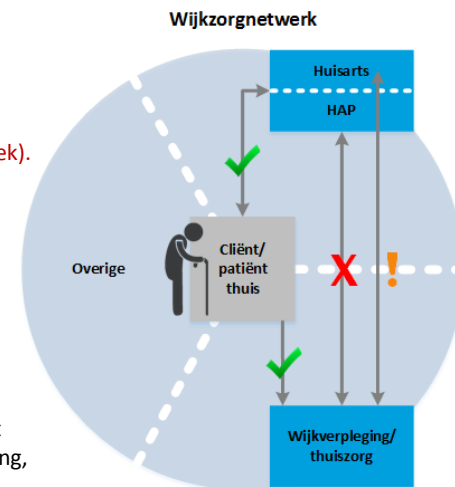 Wijkzorgnetwerk
Huisarts
HAP
ek).
Overige
Cliënt/
patiënt
thuis
X !
Wijkverpleging/
thuiszorg
ng,